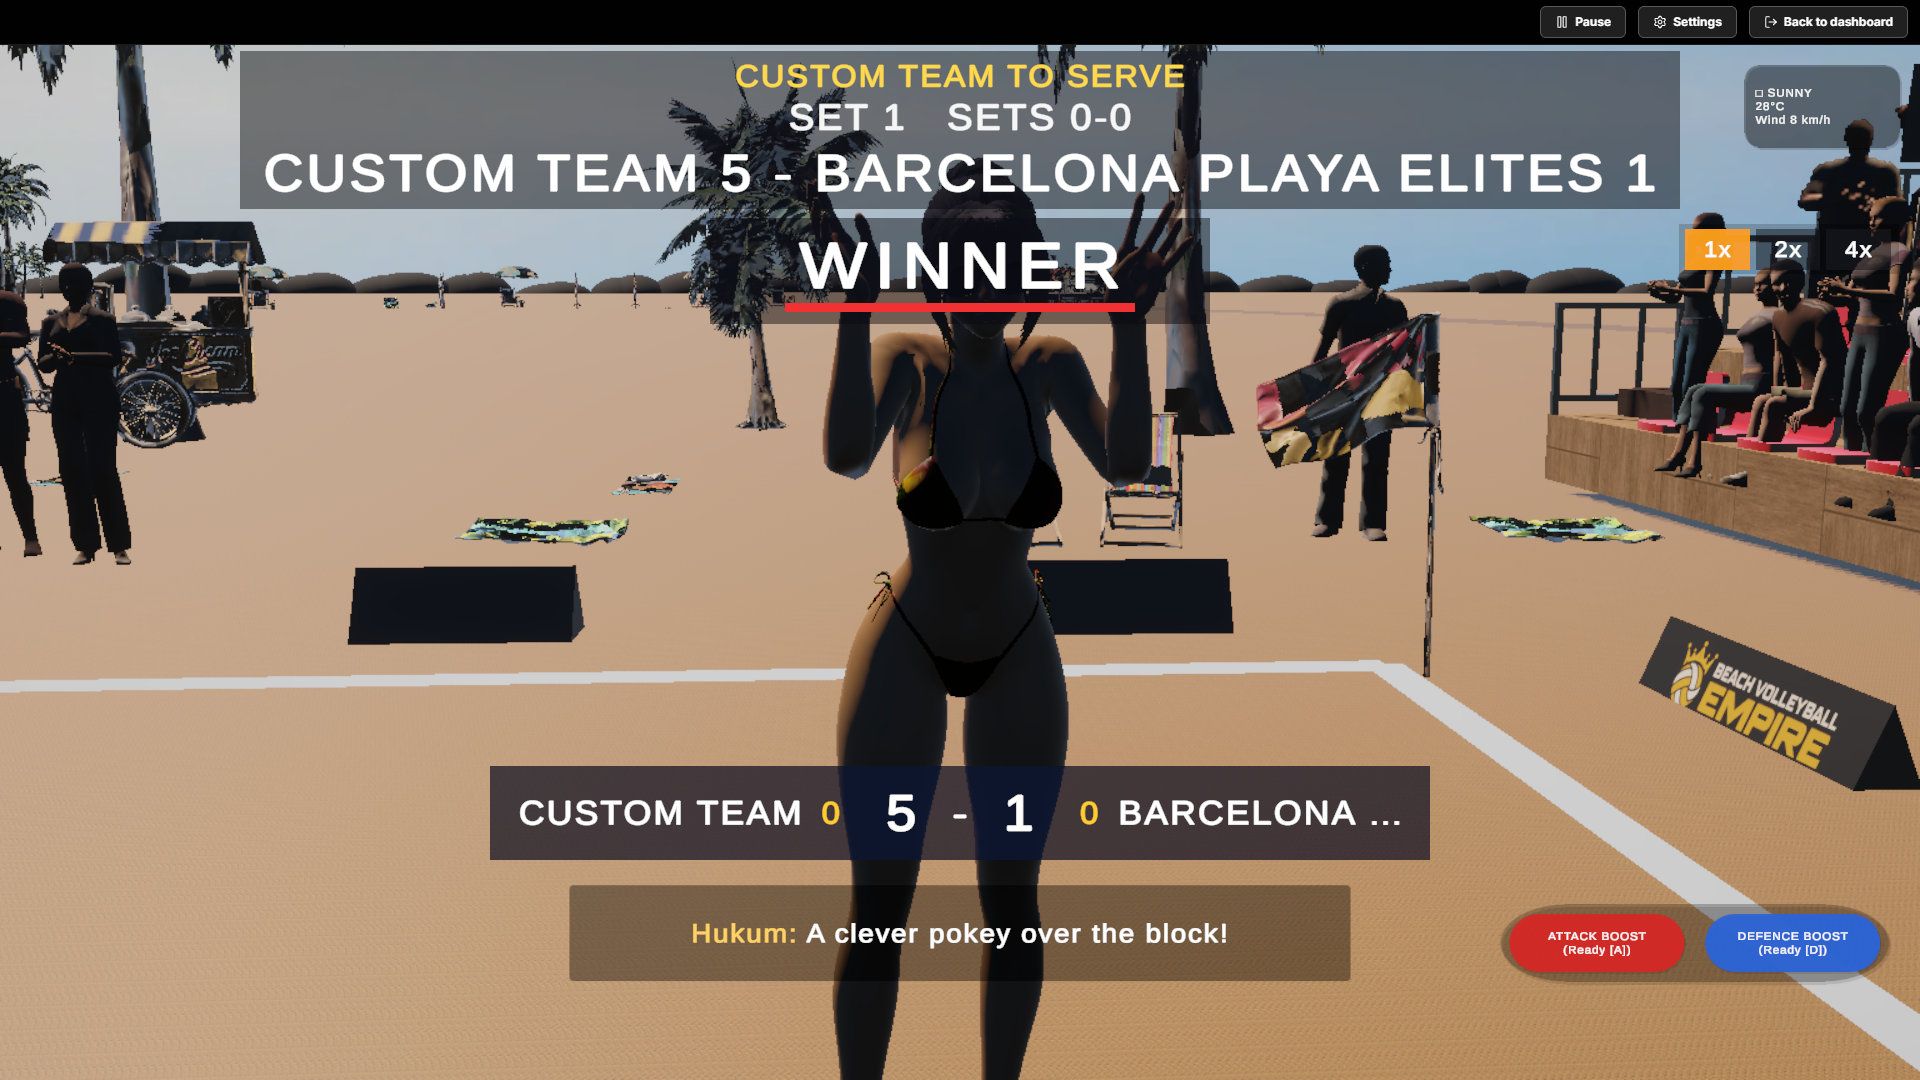 Pause
Settings
Back to dashboard
CUSTOM TEAM TO SERVE
SET 1 SETS 0-0
CUSTOM TEAM 5 - BARCELONA PLAYA ELITES 1
WINNER
SUNNY
28°C
Wind 8 km/h
1x 2x 4x
Ice Cream
BEACH VOLLEYBALL
EMPIRE
CUSTOM TEAM 0 5 - 1 0 BARCELONA ...
Hukum: A clever pokey over the block!
ATTACK BOOST
(Ready [A])
DEFENCE BOOST
(Ready [D])